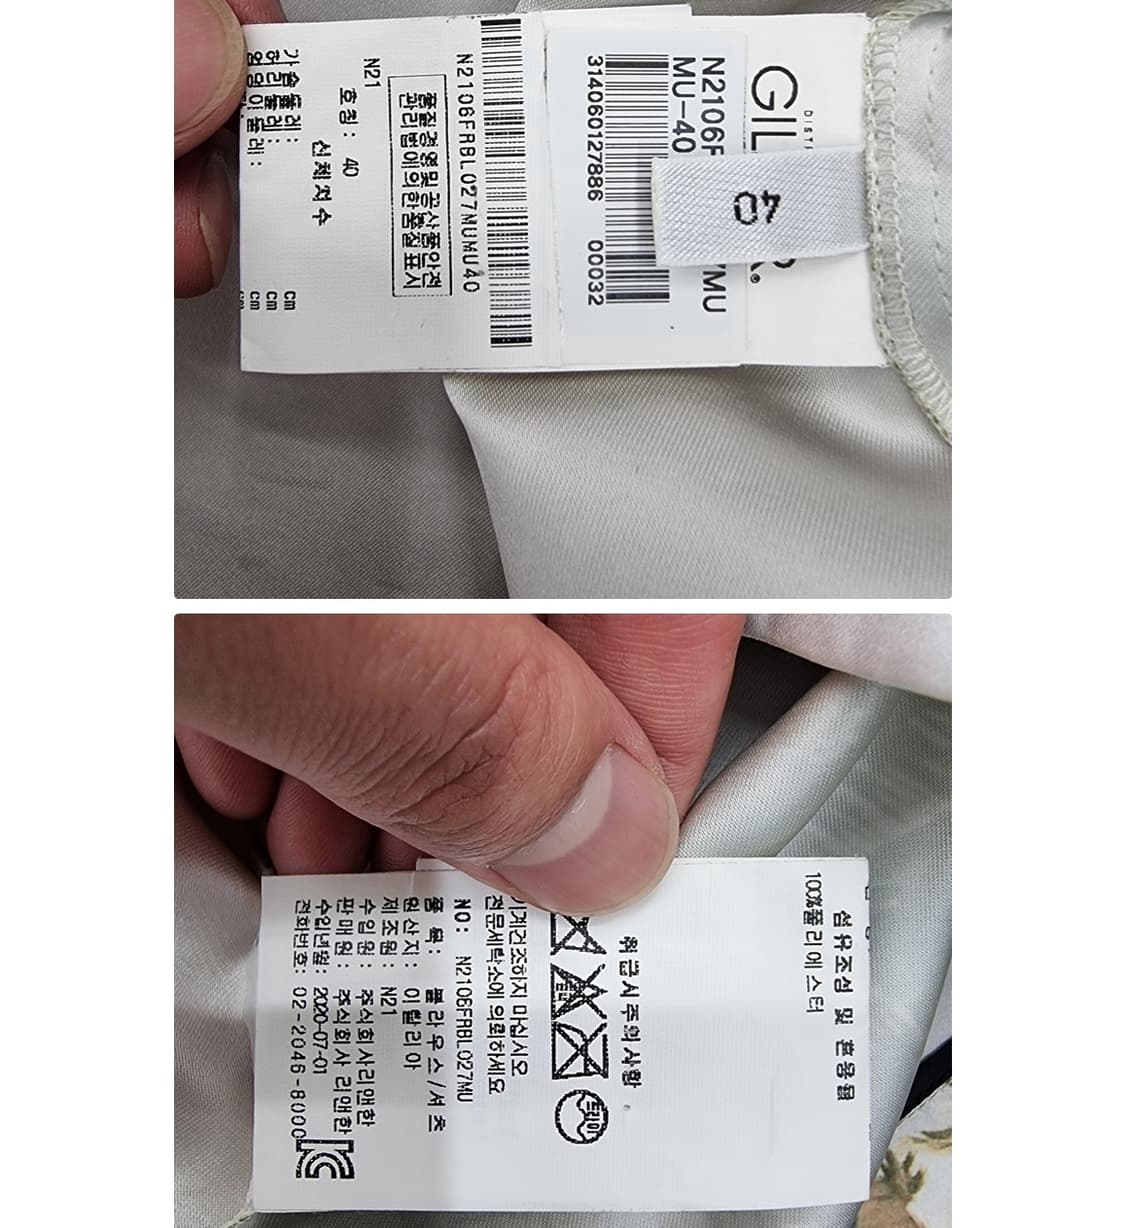 40
N2106F
7MU
MU-40
314060127886 00032
N2106FRBL027MUMU40
품질경영및공산품안전
관리법에의한품질표시
N21
호칭: 40
신체치수
가슴둘레: cm
허리둘레: cm
엉덩이둘레: cm
섬유조성 및 혼용율
100%폴리에스터
취급시주의사항
드라이
기계건조하지 마십시오
전문세탁소에 의뢰하세요
NO: N2106FRBL027MU
품 목: 블라우스/셔츠
원산지: 이탈리아
제조원: N21
수입원: 주식회사리앤한
판매원: 주식회사 리앤한
수입년월: 2020-07-01
전화번호: 02-2046-8000